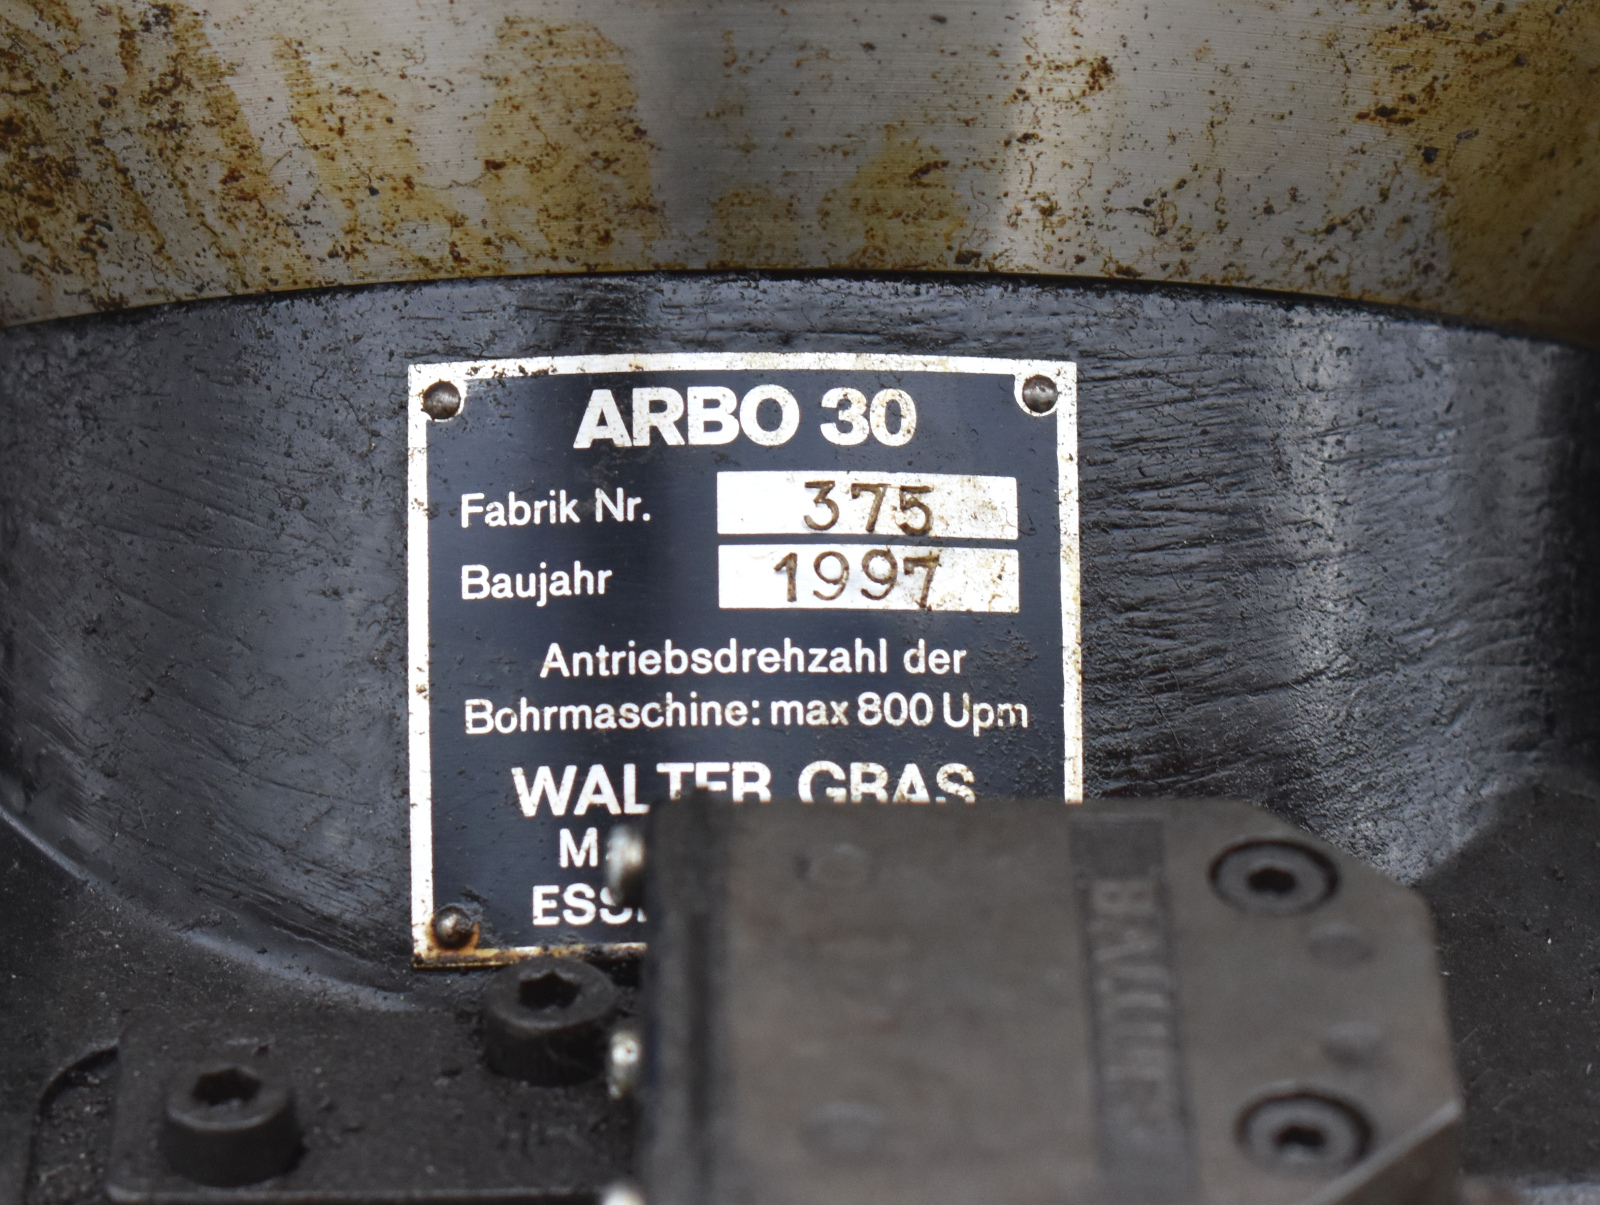 ARBO 30
Fabrik Nr. 375
Baujahr 1997
Antriebsdrehzahl der
Bohrmaschine: max 800 Upm
WALTER GRAS